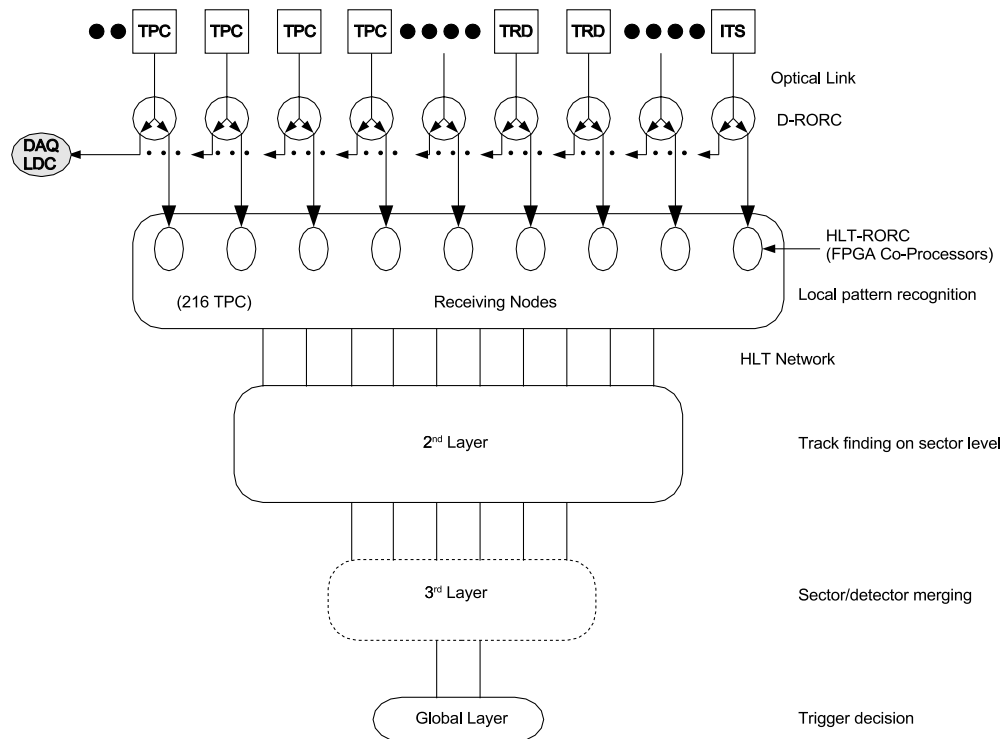 TPC TPC TPC TPC TRD TRD ITS
Optical Link
D-RORC
DAQ
LDC
HLT-RORC
(FPGA Co-Processors)
(216 TPC) Receiving Nodes
Local pattern recognition
HLT Network
2nd Layer
Track finding on sector level
3rd Layer
Sector/detector merging
Global Layer
Trigger decision